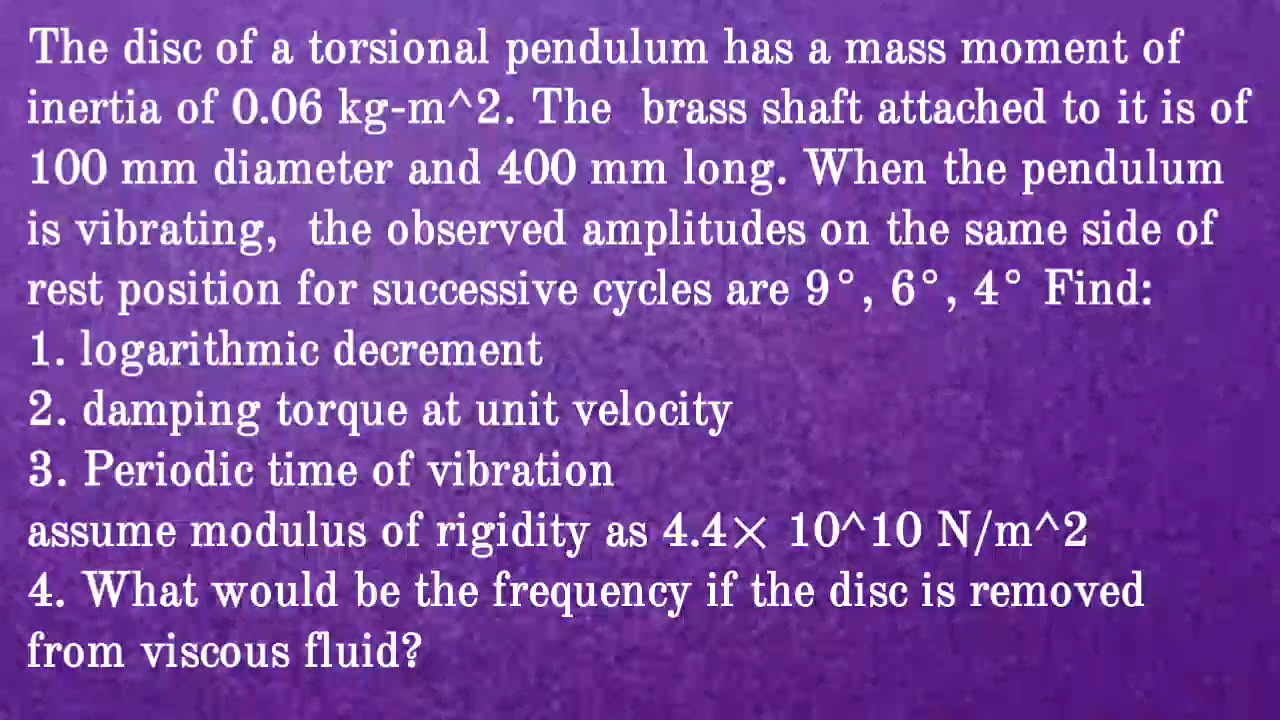 The disc of a torsional pendulum has a mass moment of
inertia of 0.06 kg-m^2. The brass shaft attached to it is of
100 mm diameter and 400 mm long. When the pendulum
is vibrating, the observed amplitudes on the same side of
rest position for successive cycles are 9°, 6°, 4° Find:
1. logarithmic decrement
2. damping torque at unit velocity
3. Periodic time of vibration
assume modulus of rigidity as 4.4× 10^10 N/m^2
4. What would be the frequency if the disc is removed
from viscous fluid?